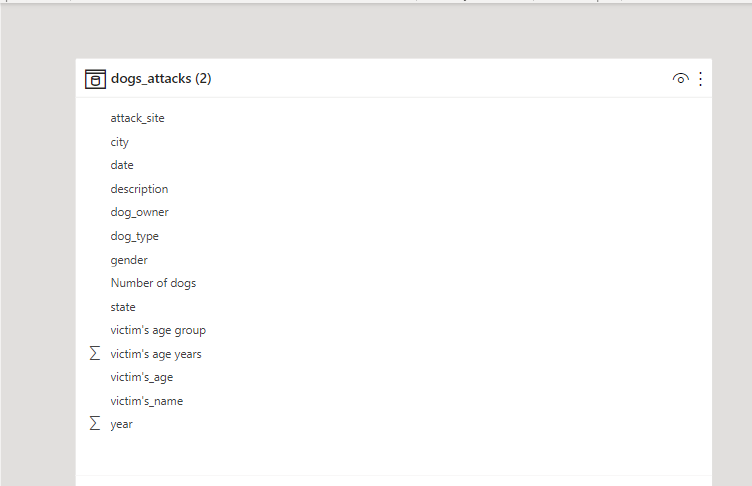 dogs_attacks (2)
attack_site
city
date
description
dog_owner
dog_type
gender
Number of dogs
state
victim's age group
∑ victim's age years
victim's_age
victim's_name
∑ year